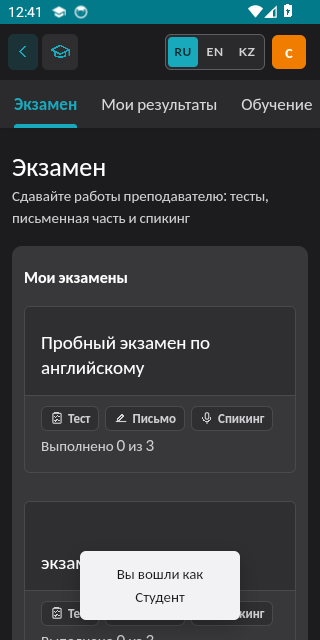 12:41
RU EN KZ
с
Экзамен Мои результаты Обучение
Экзамен
Сдавайте работы преподавателю: тесты,
письменная часть и спикинг
Мои экзамены
Пробный экзамен по
английскому
Тест Письмо Спикинг
Выполнено 0 из 3
Вы вошли как
Студент